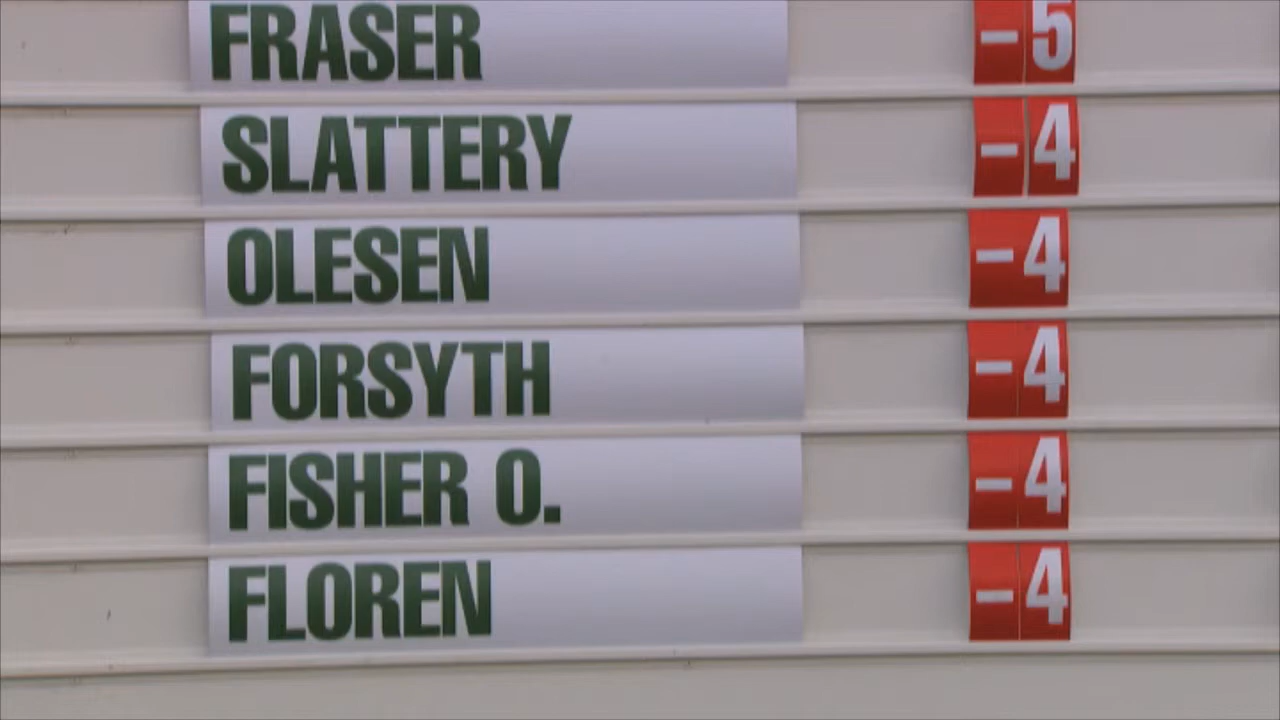 FRASER -5
SLATTERY -4
OLESEN -4
FORSYTH -4
FISHER O. -4
FLOREN -4